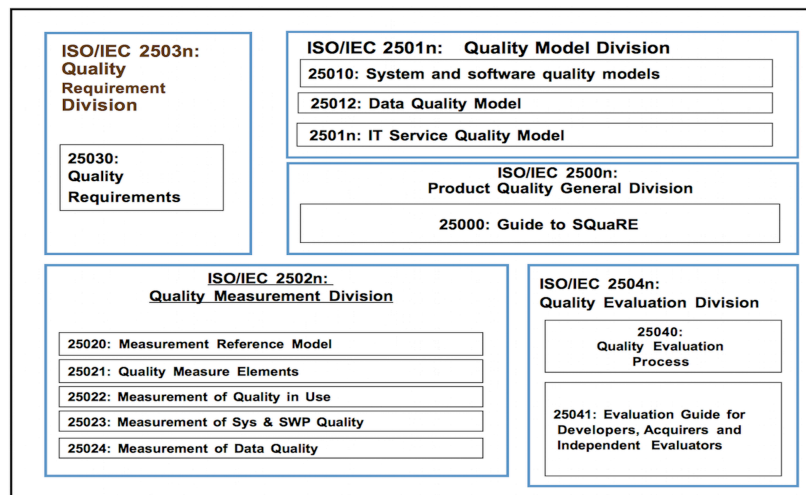 ISO/IEC 2503n:
Quality
Requirement
Division
25030:
Quality
Requirements
ISO/IEC 2501n: Quality Model Division
25010: System and software quality models
25012: Data Quality Model
2501n: IT Service Quality Model
ISO/IEC 2500n:
Product Quality General Division
25000: Guide to SQuaRE
ISO/IEC 2502n:
Quality Measurement Division
25020: Measurement Reference Model
25021: Quality Measure Elements
25022: Measurement of Quality in Use
25023: Measurement of Sys & SWP Quality
25024: Measurement of Data Quality
ISO/IEC 2504n:
Quality Evaluation Division
25040:
Quality Evaluation
Process
25041: Evaluation Guide for
Developers, Acquirers and
Independent Evaluators